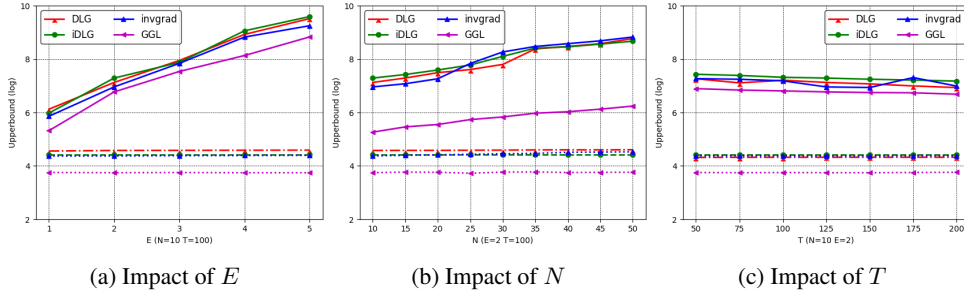 DLG
iDLG
invgrad
GGL
Upperbound (log)
10
8
6
4
2
1 2 3 4 5
E (N=10 T=100)
(a) Impact of E
DLG
iDLG
invgrad
GGL
Upperbound (log)
10
8
6
4
2
10 15 20 25 30 35 40 45 50
N (E=2 T=100)
(b) Impact of N
DLG
iDLG
invgrad
GGL
Upperbound (log)
10
8
6
4
2
50 75 100 125 150 175 200
T (N=10 E=2)
(c) Impact of T